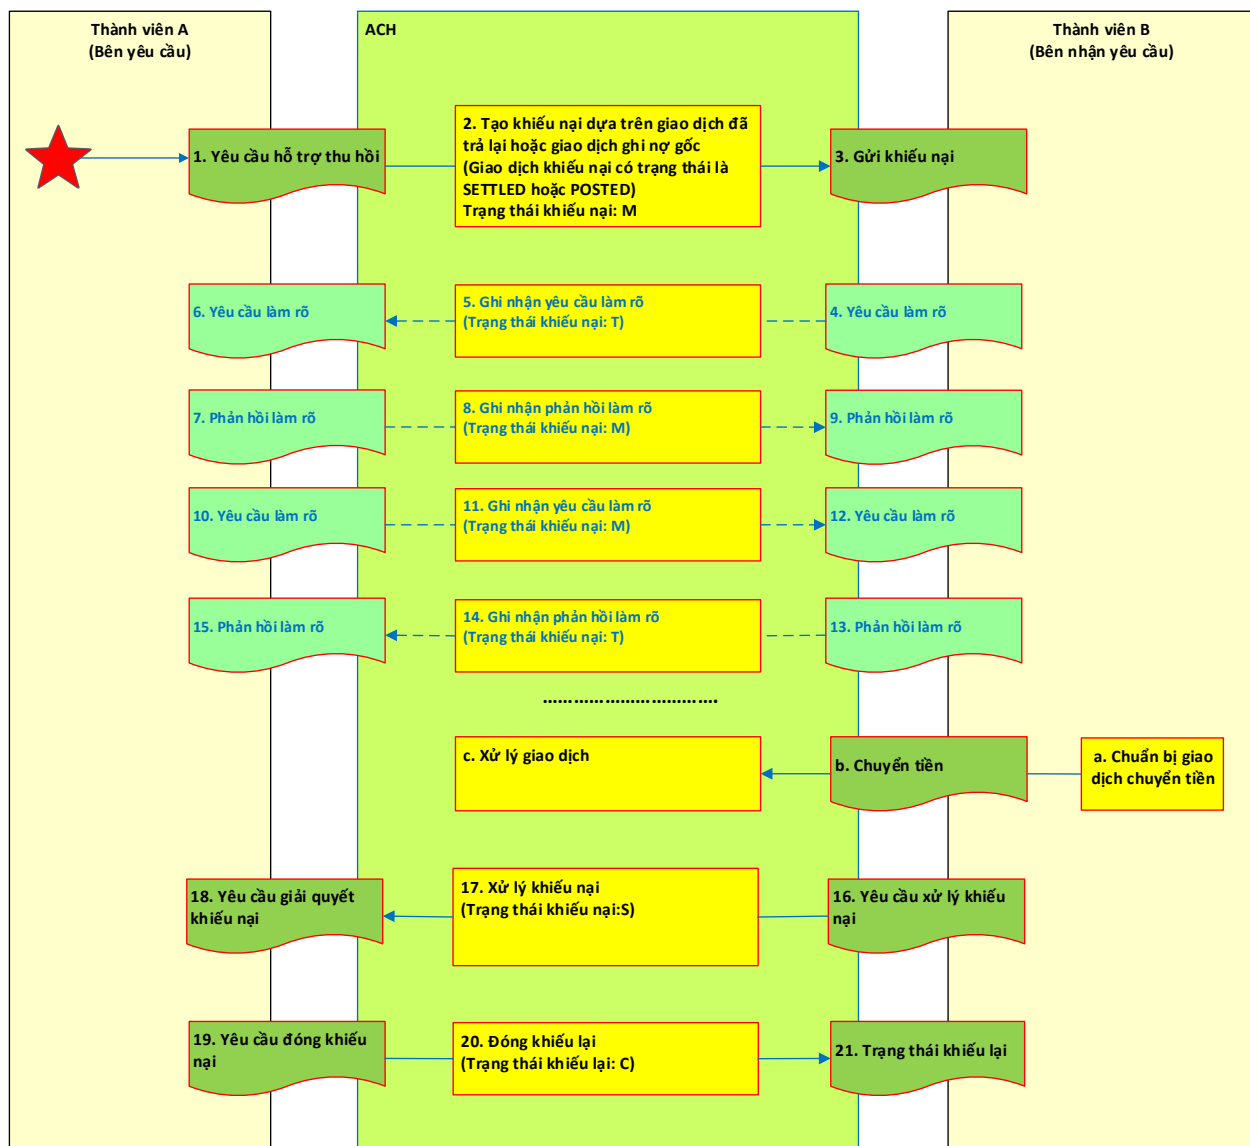 Thành viên A
(Bên yêu cầu)
ACH
Thành viên B
(Bên nhận yêu cầu)
1. Yêu cầu hỗ trợ thu hồi
2. Tạo khiếu nại dựa trên giao dịch đã
trả lại hoặc giao dịch ghi nợ gốc
(Giao dịch khiếu nại có trạng thái là
SETTLED hoặc POSTED)
Trạng thái khiếu nại: M
3. Gửi khiếu nại
6. Yêu cầu làm rõ
5. Ghi nhận yêu cầu làm rõ
(Trạng thái khiếu nại: T)
4. Yêu cầu làm rõ
7. Phản hồi làm rõ
8. Ghi nhận phản hồi làm rõ
(Trạng thái khiếu nại: M)
9. Phản hồi làm rõ
10. Yêu cầu làm rõ
11. Ghi nhận yêu cầu làm rõ
(Trạng thái khiếu nại: M)
12. Yêu cầu làm rõ
15. Phản hồi làm rõ
14. Ghi nhận phản hồi làm rõ
(Trạng thái khiếu nại: T)
13. Phản hồi làm rõ
................................
c. Xử lý giao dịch
b. Chuyển tiền
a. Chuẩn bị giao
dịch chuyển tiền
18. Yêu cầu giải quyết
khiếu nại
17. Xử lý khiếu nại
(Trạng thái khiếu nại:S)
16. Yêu cầu xử lý khiếu
nại
19. Yêu cầu đóng khiếu
nại
20. Đóng khiếu lại
(Trạng thái khiếu lại: C)
21. Trạng thái khiếu lại